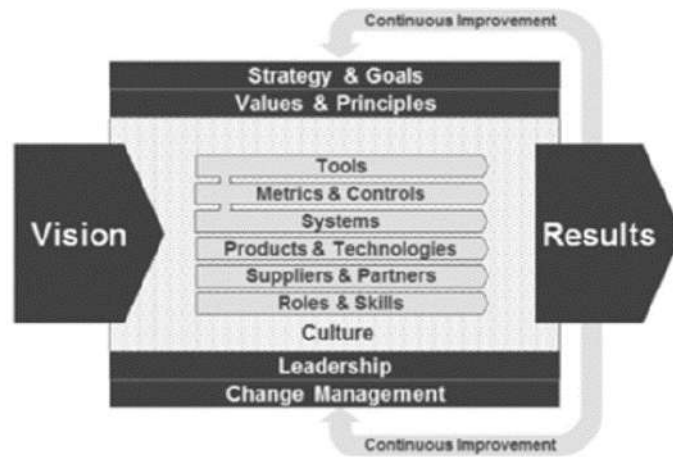 Continuous Improvement
Strategy & Goals
Values & Principles
Vision
Tools
Metrics & Controls
Systems
Products & Technologies
Suppliers & Partners
Roles & Skills
Culture
Results
Leadership
Change Management
Continuous Improvement